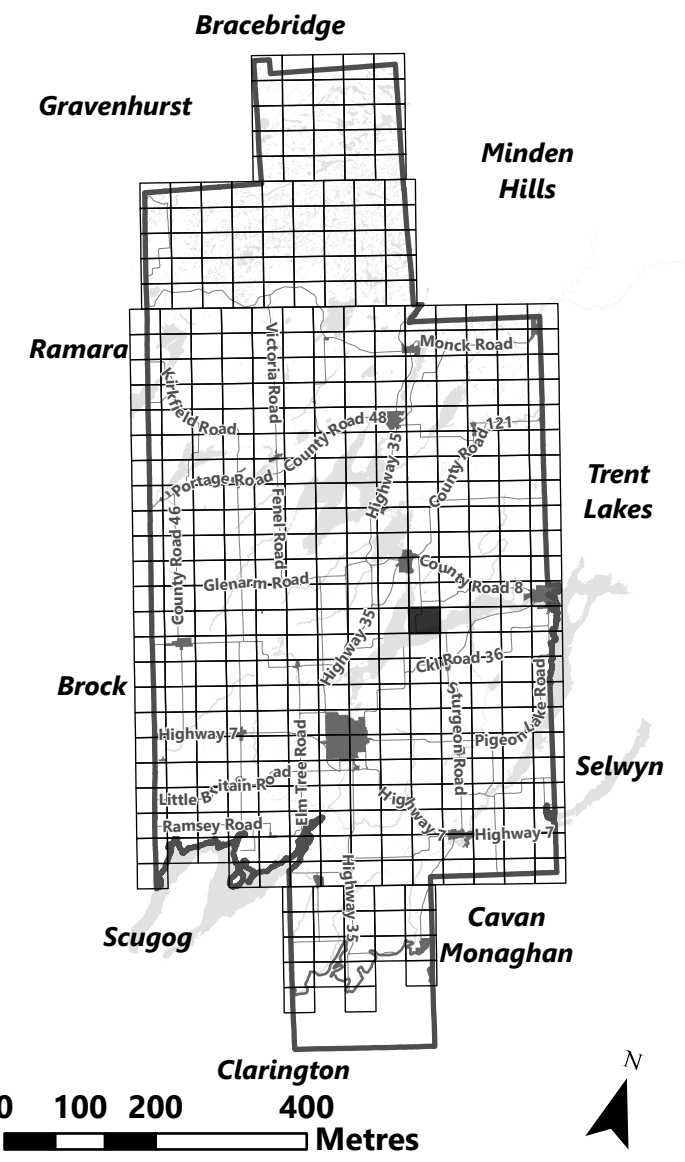 Bracebridge
Gravenhurst
Minden
Hills
Ramara
Victoria Road
Monck Road
Kirkfield Road
County Road 48
Highway 35
County Road 121
Portage Road
Trent
Lakes
County Road 46
Fenel Road
Glenarm Road
County Road 8
Highway 35
Ckl Road 36
Brock
Sturgeon Road
Pigeon Lake Road
Highway 7
Elm Tree Road
Selwyn
Little Britain Road
Highway 7
Ramsey Road
Highway 7
Highway 35
Scugog
Cavan
Monaghan
Clarington
N
0 100 200 400
Metres